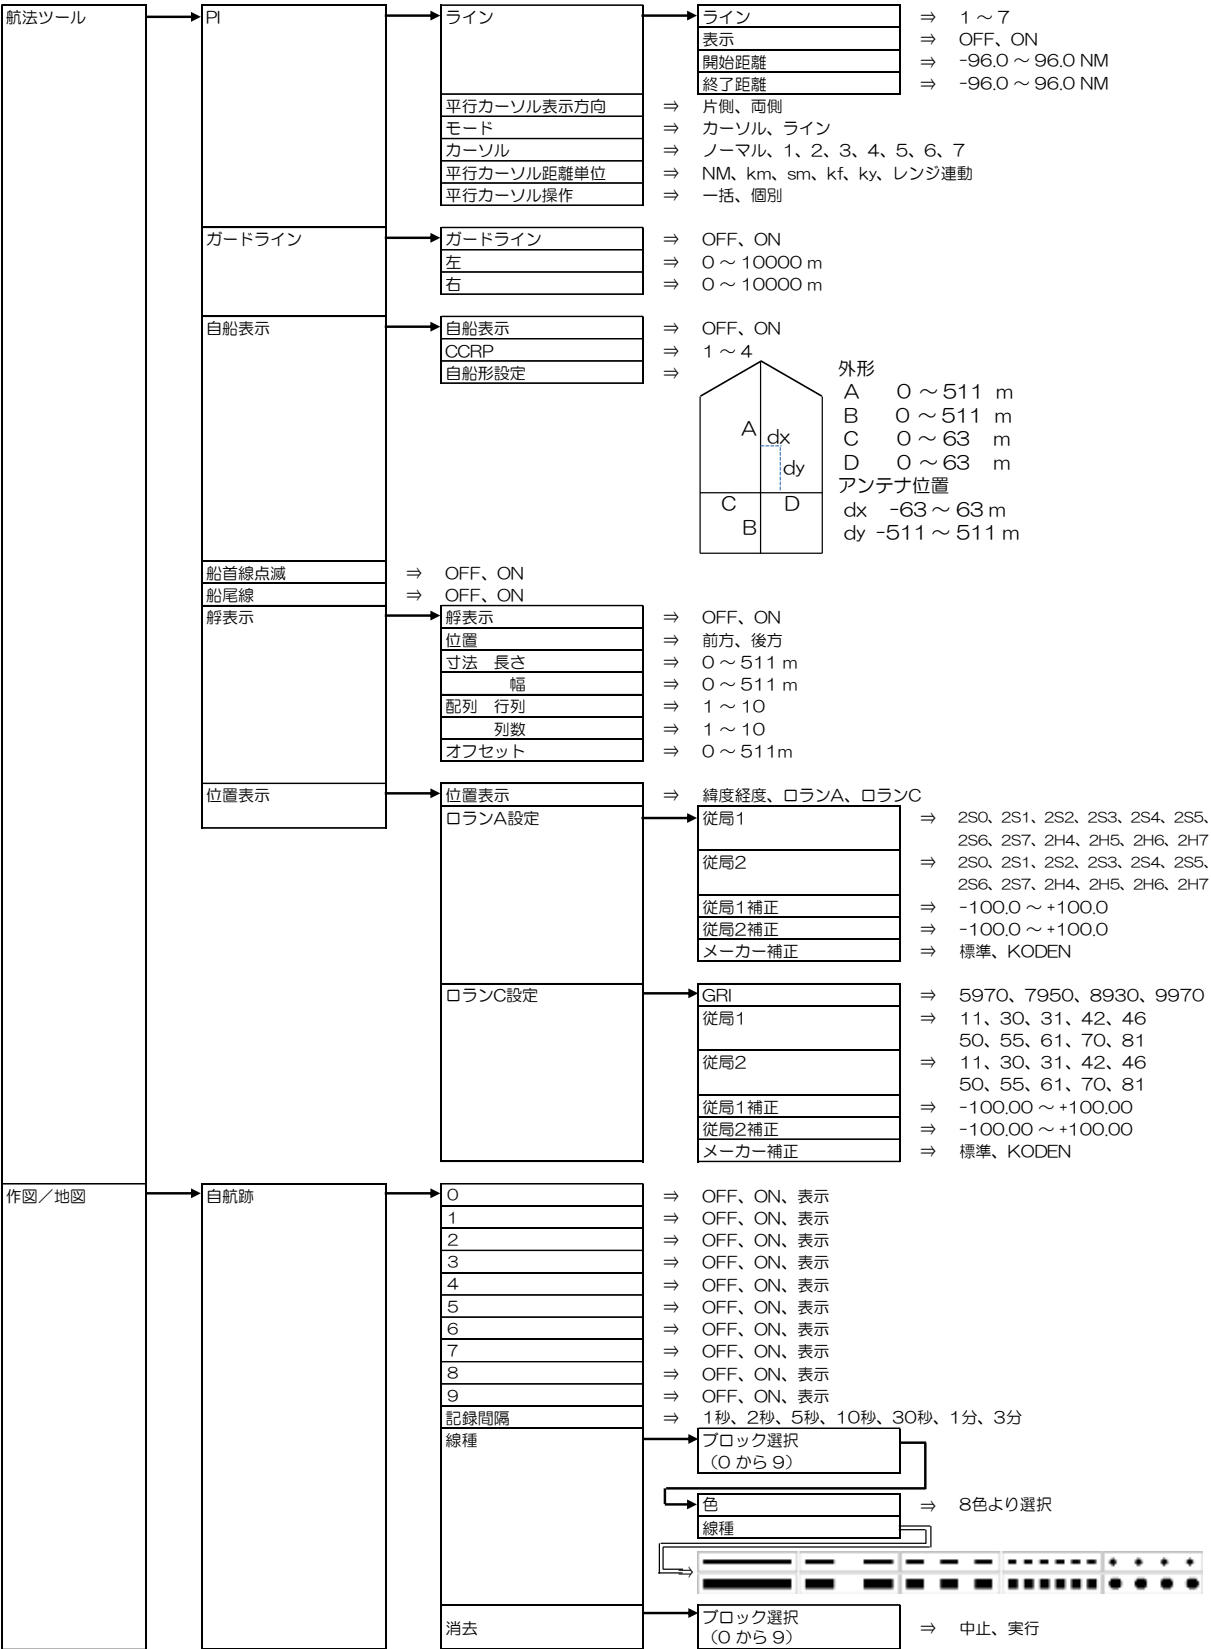 航法ツール PI ライン ライン ⇒ 1 ～ 7
表示 ⇒ OFF、ON
開始距離 ⇒ -96.0 ～ 96.0 NM
終了距離 ⇒ -96.0 ～ 96.0 NM
平行カーソル表示方向 ⇒ 片側、両側
モード ⇒ カーソル、ライン
カーソル ⇒ ノーマル、1、2、3、4、5、6、7
平行カーソル距離単位 ⇒ NM、km、sm、kf、ky、レンジ連動
平行カーソル操作 ⇒ 一括、個別
ガードライン ガードライン ⇒ OFF、ON
左 ⇒ 0 ～ 10000 m
右 ⇒ 0 ～ 10000 m
自船表示 自船表示 ⇒ OFF、ON
CCRP ⇒ 1 ～ 4
自船形設定 ⇒
外形
A 0 ～ 511 m
B 0 ～ 511 m
C 0 ～ 63 m
D 0 ～ 63 m
アンテナ位置
dx -63 ～ 63 m
dy -511 ～ 511 m
A dx
dy
C D
B
船首線点滅 ⇒ OFF、ON
船尾線 ⇒ OFF、ON
艀表示 艀表示 ⇒ OFF、ON
位置 ⇒ 前方、後方
寸法 長さ ⇒ 0 ～ 511 m
幅 ⇒ 0 ～ 511 m
配列 行列 ⇒ 1 ～ 10
列数 ⇒ 1 ～ 10
オフセット ⇒ 0 ～ 511m
位置表示 位置表示 ⇒ 緯度経度、ロランA、ロランC
ロランA設定 従局1 ⇒ 2S0、2S1、2S2、2S3、2S4、2S5、
2S6、2S7、2H4、2H5、2H6、2H7
従局2 ⇒ 2S0、2S1、2S2、2S3、2S4、2S5、
2S6、2S7、2H4、2H5、2H6、2H7
従局1補正 ⇒ -100.0 ～ +100.0
従局2補正 ⇒ -100.0 ～ +100.0
メーカー補正 ⇒ 標準、KODEN
ロランC設定 GRI ⇒ 5970、7950、8930、9970
従局1 ⇒ 11、30、31、42、46
50、55、61、70、81
従局2 ⇒ 11、30、31、42、46
50、55、61、70、81
従局1補正 ⇒ -100.00 ～ +100.00
従局2補正 ⇒ -100.00 ～ +100.00
メーカー補正 ⇒ 標準、KODEN
作図／地図 自航跡 0 ⇒ OFF、ON、表示
1 ⇒ OFF、ON、表示
2 ⇒ OFF、ON、表示
3 ⇒ OFF、ON、表示
4 ⇒ OFF、ON、表示
5 ⇒ OFF、ON、表示
6 ⇒ OFF、ON、表示
7 ⇒ OFF、ON、表示
8 ⇒ OFF、ON、表示
9 ⇒ OFF、ON、表示
記録間隔 ⇒ 1秒、2秒、5秒、10秒、30秒、1分、3分
線種 ブロック選択
（0 から 9）
色 ⇒ 8色より選択
線種
消去 ブロック選択 ⇒ 中止、実行
（0 から 9）